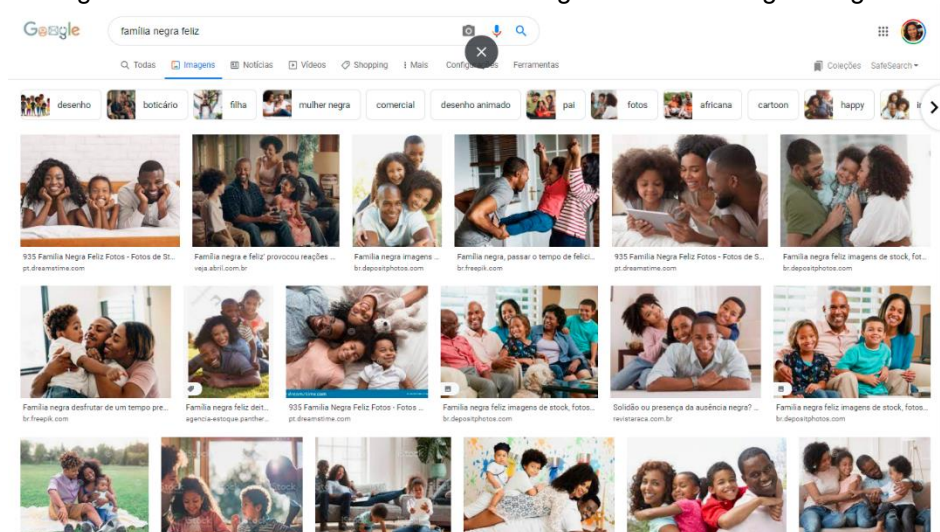 Google
família negra feliz
Todas Imagens Notícias Vídeos Shopping Mais Configurações Ferramentas Coleções SafeSearch
desenho boticário filha mulher negra comercial desenho animado pai fotos africana cartoon happy
935 Família Negra Feliz Fotos - Fotos de St...
pt.dreamstime.com
Família negra e feliz' provocou reações ...
veja.abril.com.br
Família negra imagens ...
br.depositphotos.com
Família negra, passar o tempo de felici...
br.freepik.com
935 Família Negra Feliz Fotos - Fotos de S...
pt.dreamstime.com
Família negra feliz imagens de stock, fot...
br.depositphotos.com
Família negra desfrutar de um tempo pre...
br.freepik.com
Família negra feliz deit...
agencia-estoque.panther...
935 Família Negra Feliz Fotos - Fotos ...
pt.dreamstime.com
Família negra feliz imagens de stock, fotos...
br.depositphotos.com
Solidão ou presença da ausência negra? ...
revistaraca.com.br
Família negra feliz imagens de stock, fotos...
br.depositphotos.com